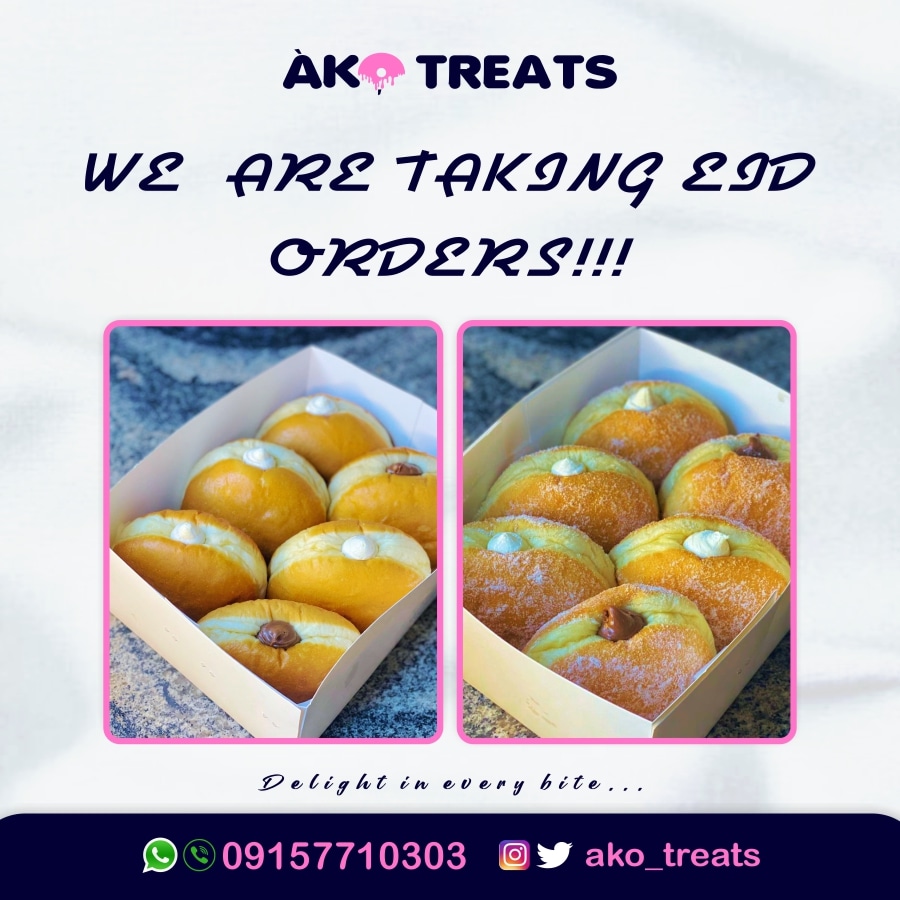 ÀKO TREATS
WE ARE TAKING EID
ORDERS!!!
Delight in every bite...
09157710303 ako_treats